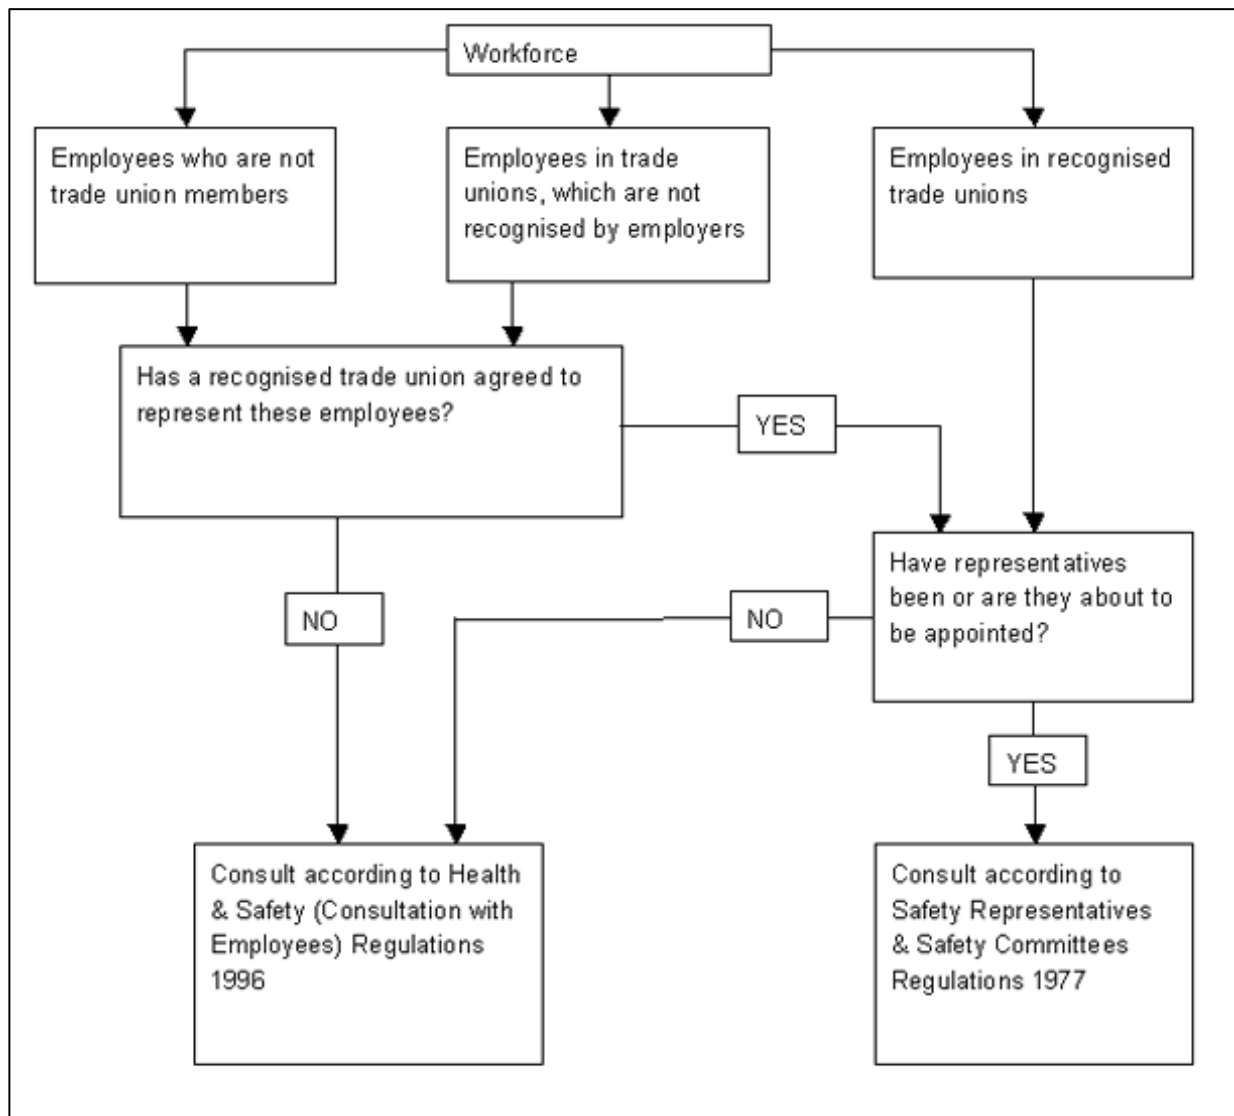 Workforce
Employees who are not
trade union members
Employees in trade
unions, which are not
recognised by employers
Employees in recognised
trade unions
Has a recognised trade union agreed to
represent these employees?
YES
Have representatives
been or are they about to
be appointed?
NO
NO
YES
Consult according to Health
& Safety (Consultation with
Employees) Regulations
1996
Consult according to
Safety Representatives
& Safety Committees
Regulations 1977